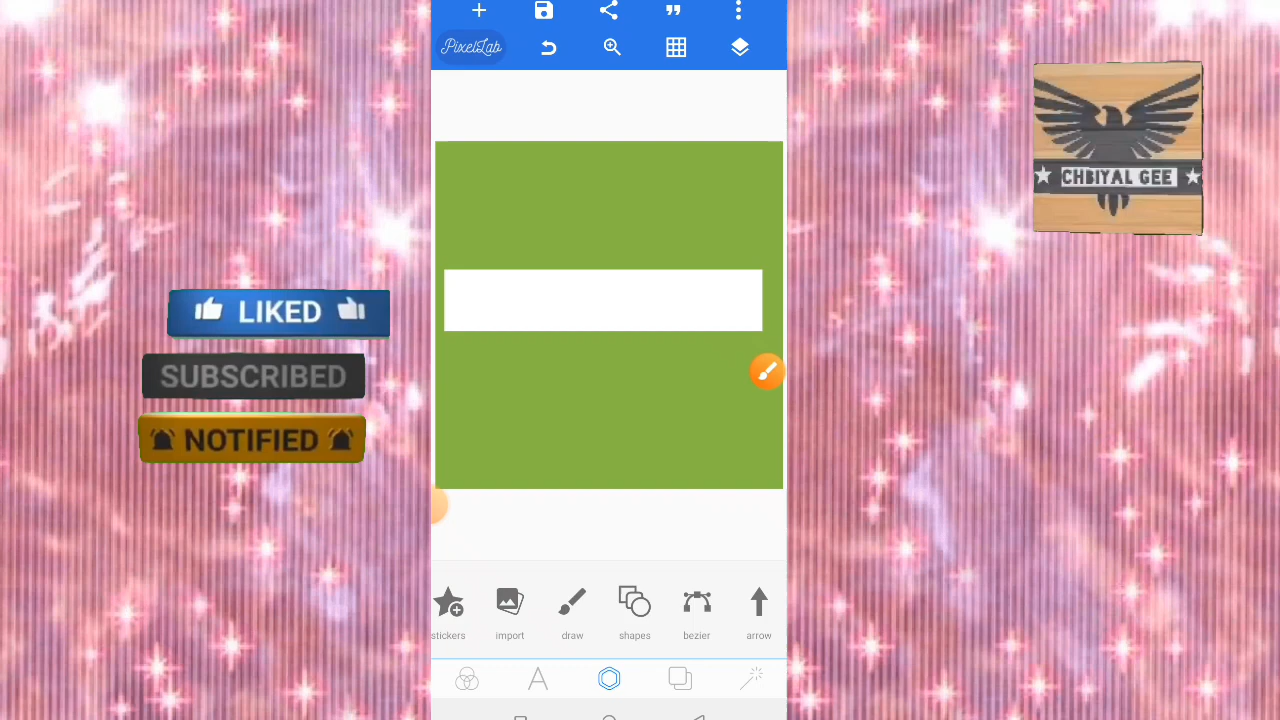 PixelLab
CHBIYAL GEE
LIKED
SUBSCRIBED
NOTIFIED
stickers
import
draw
shapes
bezier
arrow